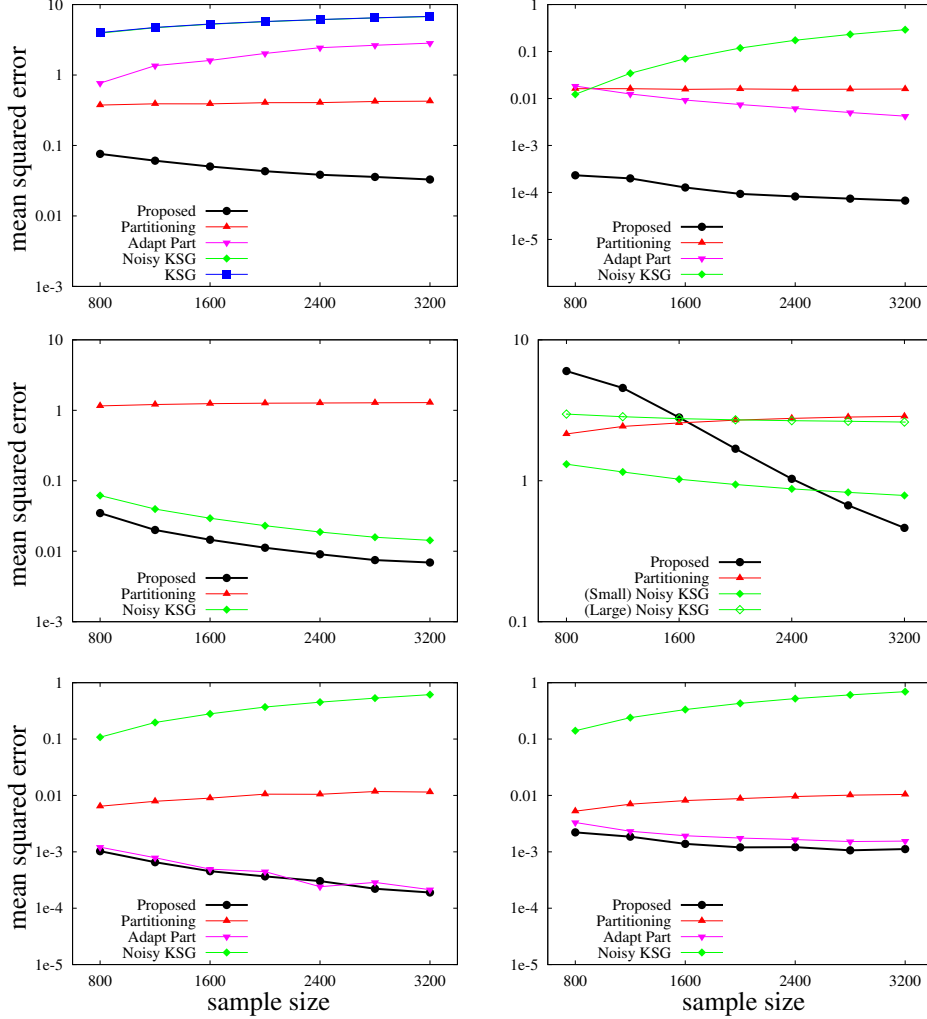 10
1
0.1
0.01
1e-3
800
1600
2400
3200
mean squared error
Proposed
Partitioning
Adapt Part
Noisy KSG
KSG
1
0.1
0.01
1e-3
1e-4
1e-5
800
1600
2400
3200
Proposed
Partitioning
Adapt Part
Noisy KSG
10
1
0.1
0.01
1e-3
800
1600
2400
3200
mean squared error
Proposed
Partitioning
Noisy KSG
10
1
0.1
800
1600
2400
3200
Proposed
Partitioning
(Small) Noisy KSG
(Large) Noisy KSG
1
0.1
0.01
1e-3
1e-4
1e-5
800
1600
2400
3200
mean squared error
sample size
Proposed
Partitioning
Adapt Part
Noisy KSG
1
0.1
0.01
1e-3
1e-4
1e-5
800
1600
2400
3200
sample size
Proposed
Partitioning
Adapt Part
Noisy KSG